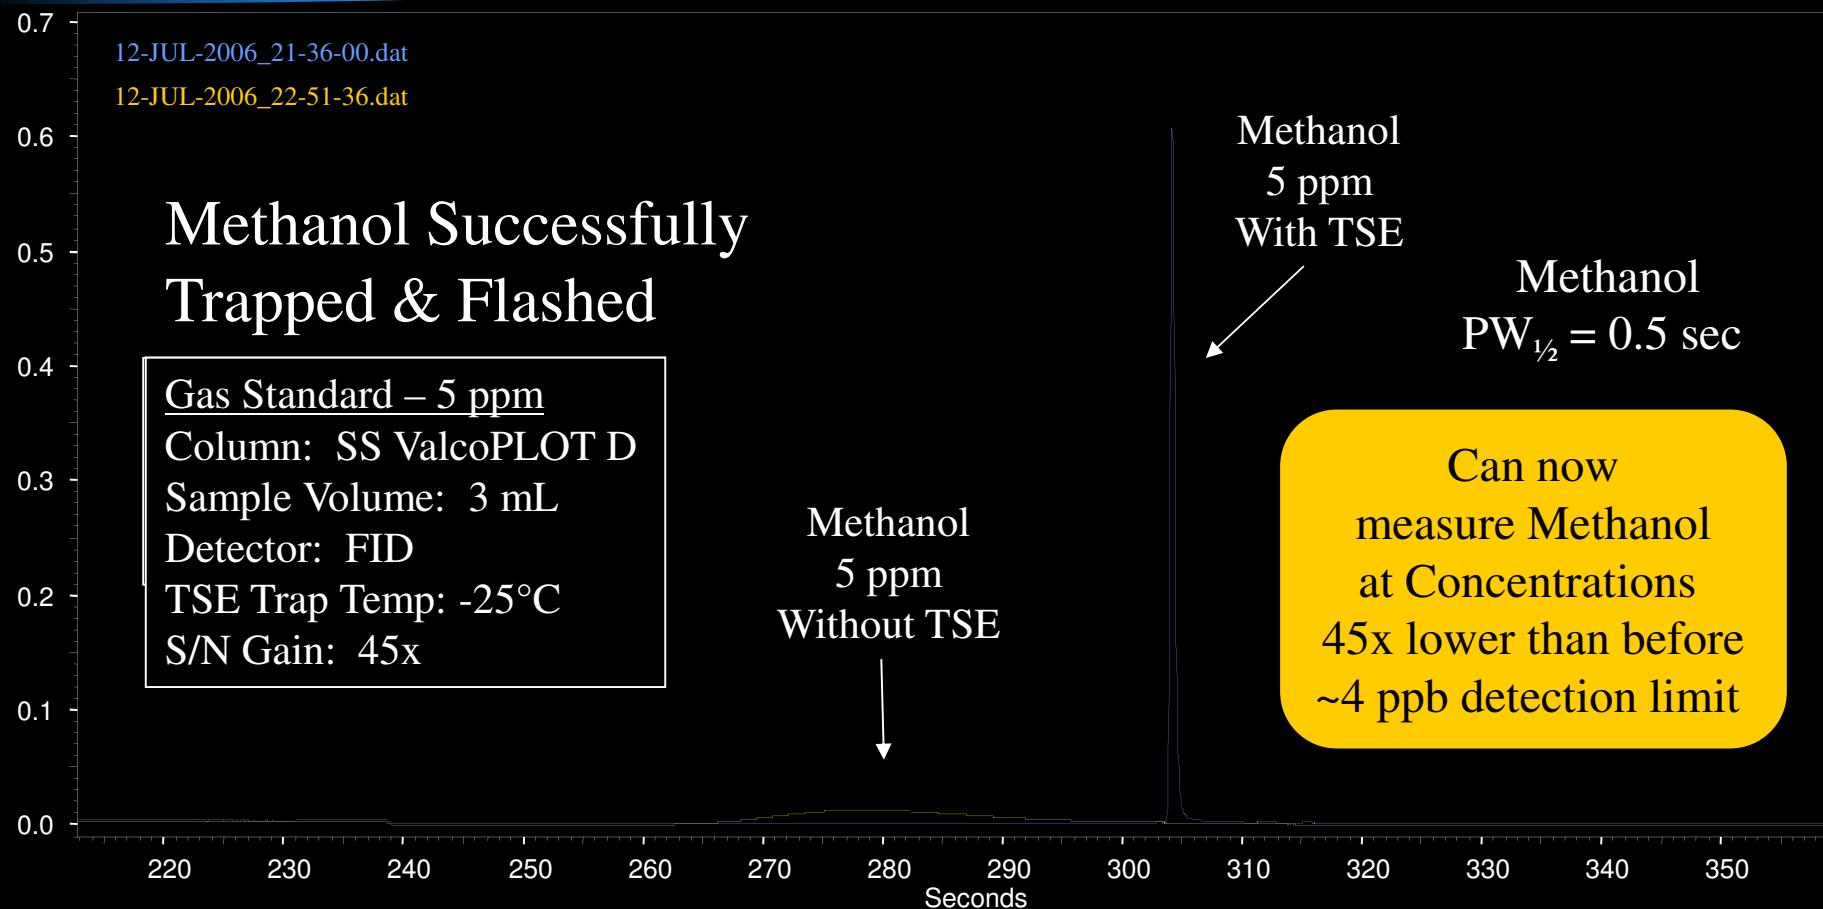 0.7
0.6
0.5
0.4
0.3
0.2
0.1
0.0
12-JUL-2006_21-36-00.dat
12-JUL-2006_22-51-36.dat
Methanol Successfully
Trapped & Flashed
Gas Standard – 5 ppm
Column: SS ValcoPLOT D
Sample Volume: 3 mL
Detector: FID
TSE Trap Temp: -25°C
S/N Gain: 45x
Methanol
5 ppm
Without TSE
Methanol
5 ppm
With TSE
Methanol
PW½ = 0.5 sec
Can now
measure Methanol
at Concentrations
45x lower than before
~4 ppb detection limit
220 230 240 250 260 270 280 290 300 310 320 330 340 350
Seconds